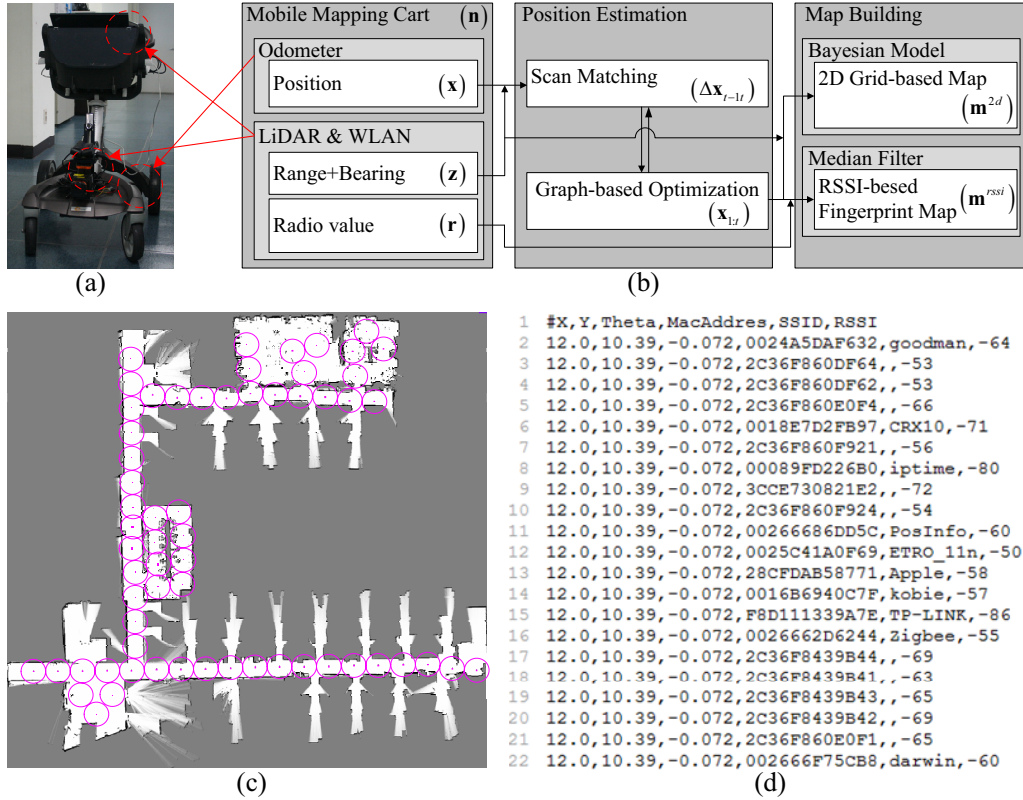 Mobile Mapping Cart (n)
Odometer
Position (x)
LiDAR & WLAN
Range+Bearing (z)
Radio value (r)
Position Estimation
Scan Matching
(Δx_{t−1t})
Graph-based Optimization
(x_{1:t})
Map Building
Bayesian Model
2D Grid-based Map
(m^{2d})
Median Filter
RSSI-besed
Fingerprint Map (m^{rssi})
(a)
(b)
1 #X,Y,Theta,MacAddres,SSID,RSSI
2 12.0,10.39,-0.072,0024A5DAF632,goodman,-64
3 12.0,10.39,-0.072,2C36F860DF64,,-53
4 12.0,10.39,-0.072,2C36F860DF62,,-53
5 12.0,10.39,-0.072,2C36F860E0F4,,-66
6 12.0,10.39,-0.072,0018E7D2FB97,CRX10,-71
7 12.0,10.39,-0.072,2C36F860F921,,-56
8 12.0,10.39,-0.072,00089FD226B0,iptime,-80
9 12.0,10.39,-0.072,3CCE730821E2,,-72
10 12.0,10.39,-0.072,2C36F860F924,,-54
11 12.0,10.39,-0.072,00266686DD5C,PosInfo,-60
12 12.0,10.39,-0.072,0025C41A0F69,ETRO_11n,-50
13 12.0,10.39,-0.072,28CFDAB58771,Apple,-58
14 12.0,10.39,-0.072,0016B6940C7F,kobie,-57
15 12.0,10.39,-0.072,F8D111339A7E,TP-LINK,-86
16 12.0,10.39,-0.072,0026662D6244,Zigbee,-55
17 12.0,10.39,-0.072,2C36F8439B44,,-69
18 12.0,10.39,-0.072,2C36F8439B41,,-63
19 12.0,10.39,-0.072,2C36F8439B43,,-65
20 12.0,10.39,-0.072,2C36F8439B42,,-69
21 12.0,10.39,-0.072,2C36F860E0F1,,-65
22 12.0,10.39,-0.072,002666F75CB8,darwin,-60
(c)
(d)